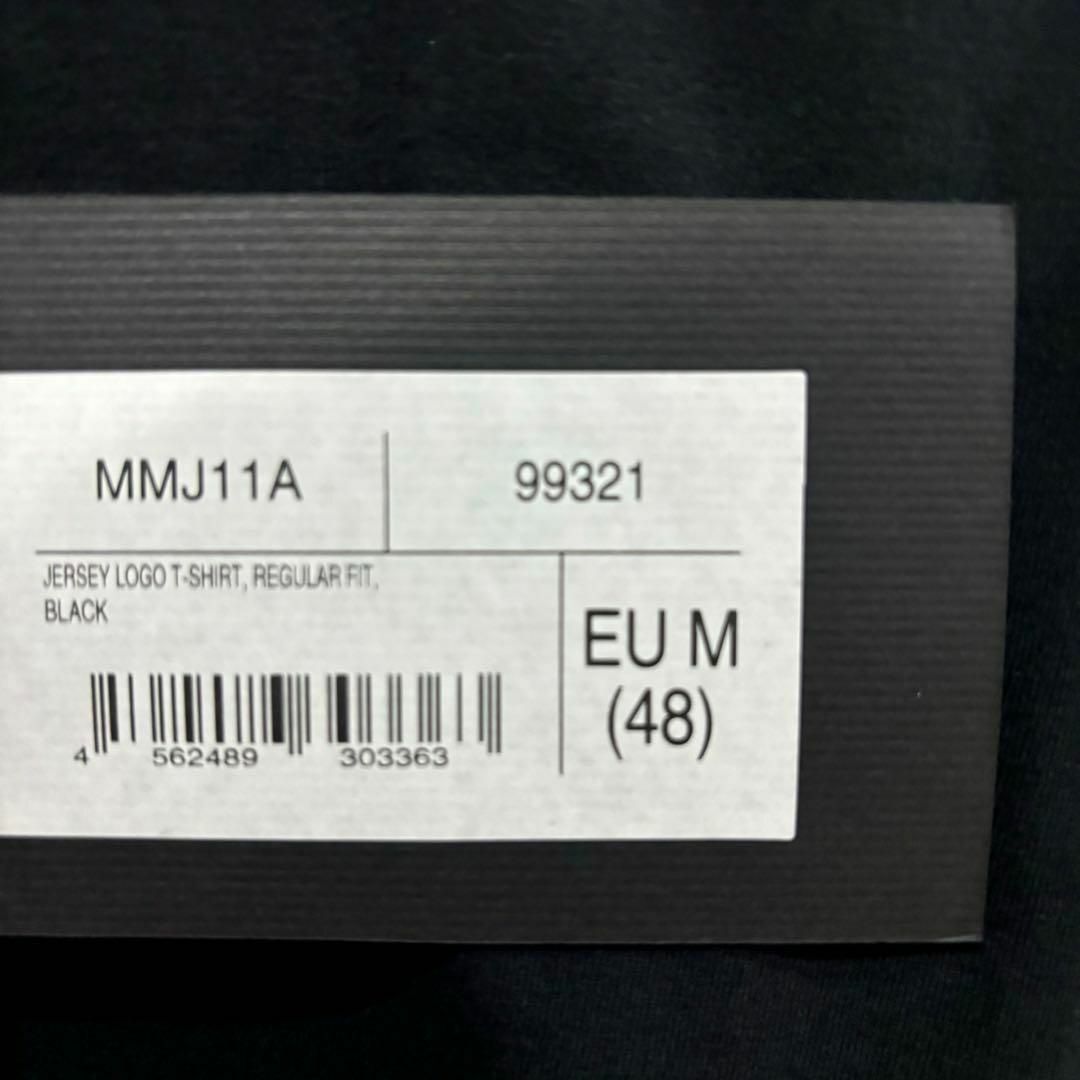 MMJ11A
99321
JERSEY LOGO T-SHIRT, REGULAR FIT,
BLACK
EU M
(48)
4 562489 303363